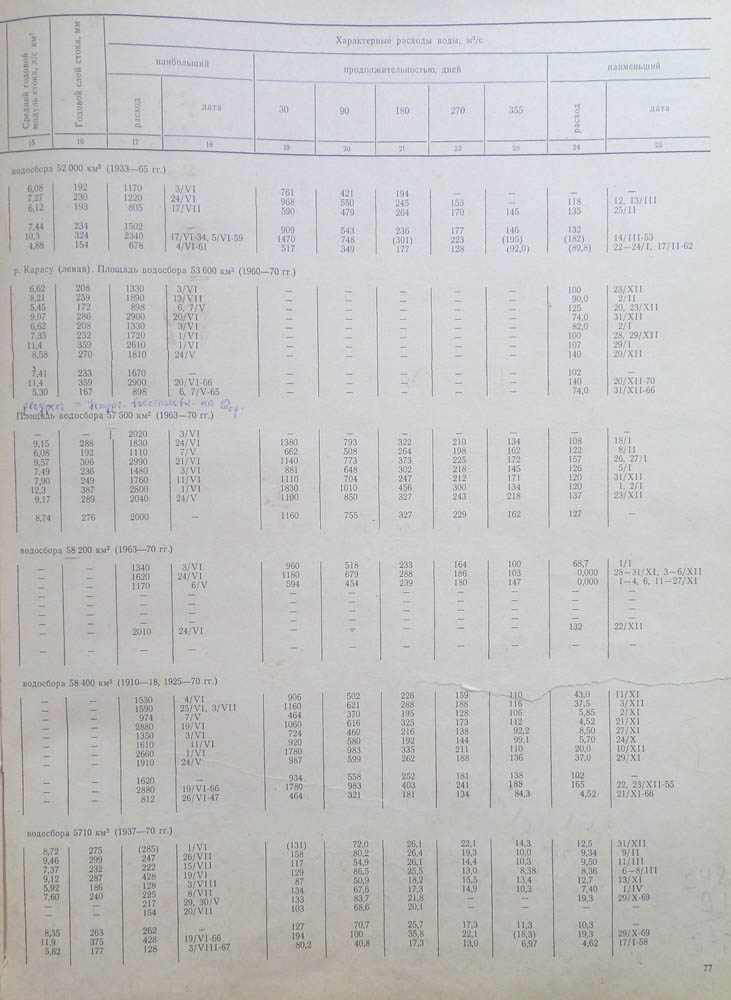 Средний годовой модуль стока, л/с км²
Годовой слой стока, мм
Характерные расходы воды, м³/с
наибольший
продолжительностью, дней
наименьший
расход
дата
30
90
180
270
355
расход
дата
15 16 17 18 19 20 21 22 23 24 25
водосбора 52 000 км² (1933—65 гг.)
6,08 192 1170 3/VI 761 421 194 — — — —
7,27 230 1220 24/VI 968 550 245 153 — 118 12, 13/III
6,12 193 805 17/VII 590 479 264 170 145 135 25/II
7,44 234 1502 — 909 543 236 177 146 132
10,3 324 2340 17/VI-34, 5/VI-59 1470 748 (301) 223 (195) (182) 14/III-53
4,88 154 678 4/VI-61 517 349 177 128 (92,0) (89,8) 22—24/I, 17/II-62
р. Карасу (левая). Площадь водосбора 53 600 км² (1960—70 гг.)
6,62 208 1330 3/VI — — — — — 100 23/XII
8,21 259 1890 13/VII — — — — — 90,0 2/II
5,45 172 898 6, 7/V — — — — — 125 20, 23/XII
9,07 286 2900 20/VI — — — — — 74,0 31/XII
6,62 208 1330 3/VI — — — — — 82,0 2/I
7,35 232 1720 1/VI — — — — — 100 28, 29/XII
11,4 359 2610 1/VI — — — — — 107 29/I
8,58 270 1810 24/V — — — — — 140 20/XII
7,41 233 1670 — — — — — — 102 —
11,4 359 2900 20/VI-66 — — — — — 140 20/XII-70
5,30 167 898 6, 7/V-65 — — — — — 74,0 31/XII-66
Площадь водосбора 57 500 км² (1963—70 гг.)
— — 2020 3/VI — — — — — — —
9,15 288 1830 24/VI 1380 793 322 210 134 108 18/I
6,08 192 1110 7/V 662 508 264 198 162 122 8/II
9,57 306 2990 21/VI 1140 773 373 225 172 157 26, 27/I
7,49 236 1480 3/VI 881 648 302 218 145 126 5/I
7,90 249 1760 11/VI 1110 704 247 212 171 120 31/XII
12,3 387 2800 1/VI 1830 1010 456 300 134 120 1, 2/I
9,17 289 2040 24/V 1100 850 327 243 218 137 23/XII
8,74 276 2000 — 1160 755 327 229 162 127 —
водосбора 58 200 км² (1963—70 гг.)
— — 1340 3/VI 960 518 233 164 100 68,7 1/I
— — 1620 24/VI 1180 679 288 186 103 0,000 28—31/XI, 3—6/XII
— — 1170 6/V 594 454 239 180 147 0,000 1—4, 6, 11—27/XI
— — — — — — — — — — —
— — — — — — — — — — —
— — — — — — — — — — —
— — — — — — — — — — —
— — 2010 24/VI — — — — — 132 22/XII
— — — — — — — — — — —
водосбора 58 400 км² (1910—18, 1925—70 гг.)
— — 1530 4/VI 906 502 226 159 110 43,0 11/XI
— — 1590 25/VI, 3/VII 1160 621 288 188 116 37,5 3/XII
— — 974 7/V 464 370 195 128 106 5,85 2/XI
— — 2880 19/VI 1060 616 325 173 112 4,52 21/XI
— — 1350 3/VI 724 460 216 138 92,2 8,50 27/XI
— — 1610 11/VI 920 580 192 144 99,1 5,70 24/X
— — 2660 1/VI 1780 983 335 211 110 20,0 10/XII
— — 1910 24/V 987 599 262 188 136 37,0 29/XI
— — 1620 — 934 558 252 181 138 102 —
— — 2880 19/VI-66 1780 983 403 241 188 165 22, 23/XII-55
— — 812 26/VI-47 464 321 181 134 84,3 4,52 21/XI-66
водосбора 5710 км² (1937—70 гг.)
8,72 275 (285) 1/VI (131) 72,0 26,1 22,1 14,3 12,5 31/XII
9,46 299 247 26/VII 158 80,2 26,4 19,3 10,0 9,34 9/II
7,37 232 222 15/VII 117 54,9 26,1 14,4 10,3 9,50 11/III
9,12 287 428 19/VI 129 86,5 25,5 13,0 8,38 8,36 6—8/III
5,92 186 128 3/VIII 87 50,9 18,2 15,5 13,4 12,7 13/XI
7,60 240 225 8/VII 134 67,6 17,3 14,9 10,3 7,40 1/IV
— — 217 29, 30/V 133 83,7 21,8 — — 19,3 29/X-69
— — 154 20/VII 103 68,6 20,1
8,35 263 262 — 127 70,7 25,7 17,3 11,3 10,3 —
11,9 375 428 19/VI-66 194 100 35,8 22,1 (18,3) 19,3 29/X-69
5,62 177 128 3/VIII-67 80,2 40,8 17,3 13,0 6,97 4,62 17/I-58
77